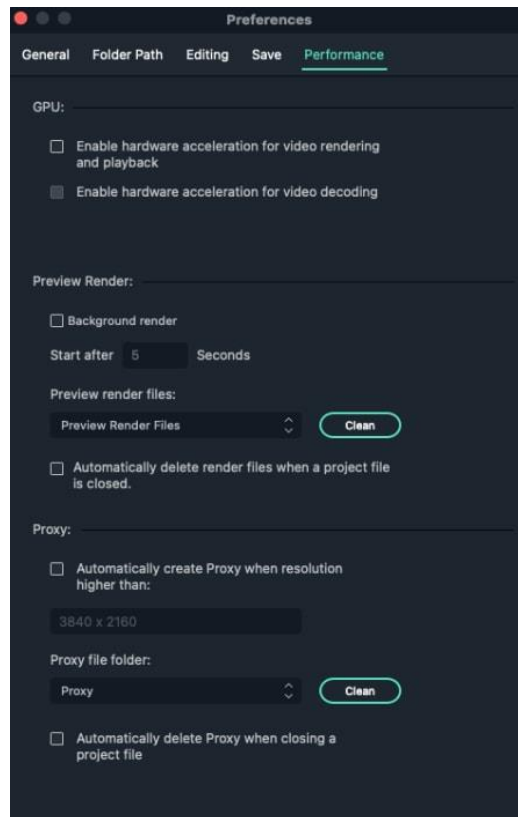 Preferences
General Folder Path Editing Save Performance
GPU:
Enable hardware acceleration for video rendering
and playback
Enable hardware acceleration for video decoding
Preview Render:
Background render
Start after 5 Seconds
Preview render files:
Preview Render Files Clean
Automatically delete render files when a project file
is closed.
Proxy:
Automatically create Proxy when resolution
higher than:
3840 x 2160
Proxy file folder:
Proxy Clean
Automatically delete Proxy when closing a
project file